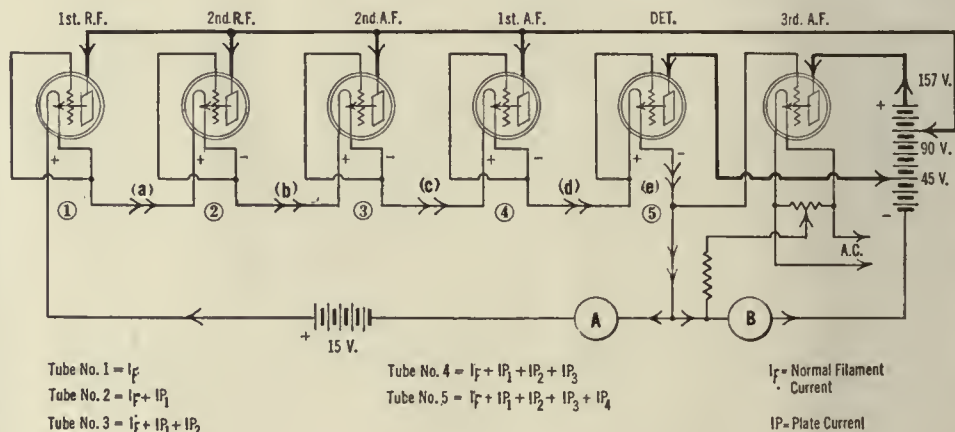 1st. R.F. 2nd. R.F. 2nd. A.F. 1st. A.F. DET. 3rd. A.F.
157 V.
+
90 V.
45 V.
-
+ + - + - + - + -
(a) (b) (c) (d) (e)
① ② ③ ④ ⑤
A.C.
A B
+ 15 V.
Tube No. 1 = IF
Tube No. 2 = IF + IP1
Tube No. 3 = IF + IP1 + IP2
Tube No. 4 = IF + IP1 + IP2 + IP3
Tube No. 5 = IF + IP1 + IP2 + IP3 + IP4
IF = Normal Filament
Current
IP = Plate Current